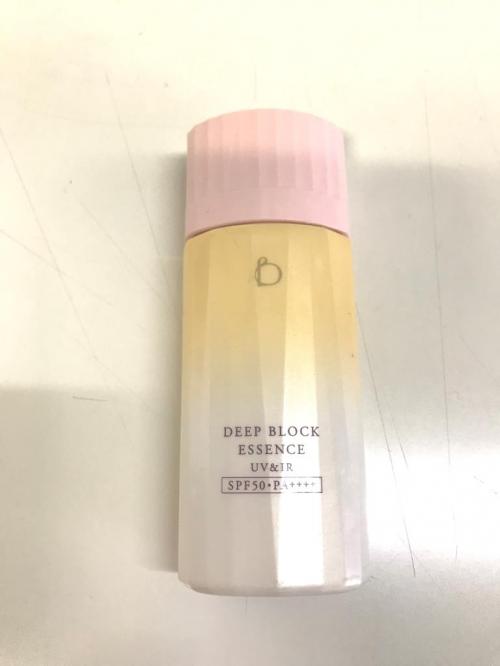 DEEP BLOCK
ESSENCE
UV&IR
SPF50・PA++++